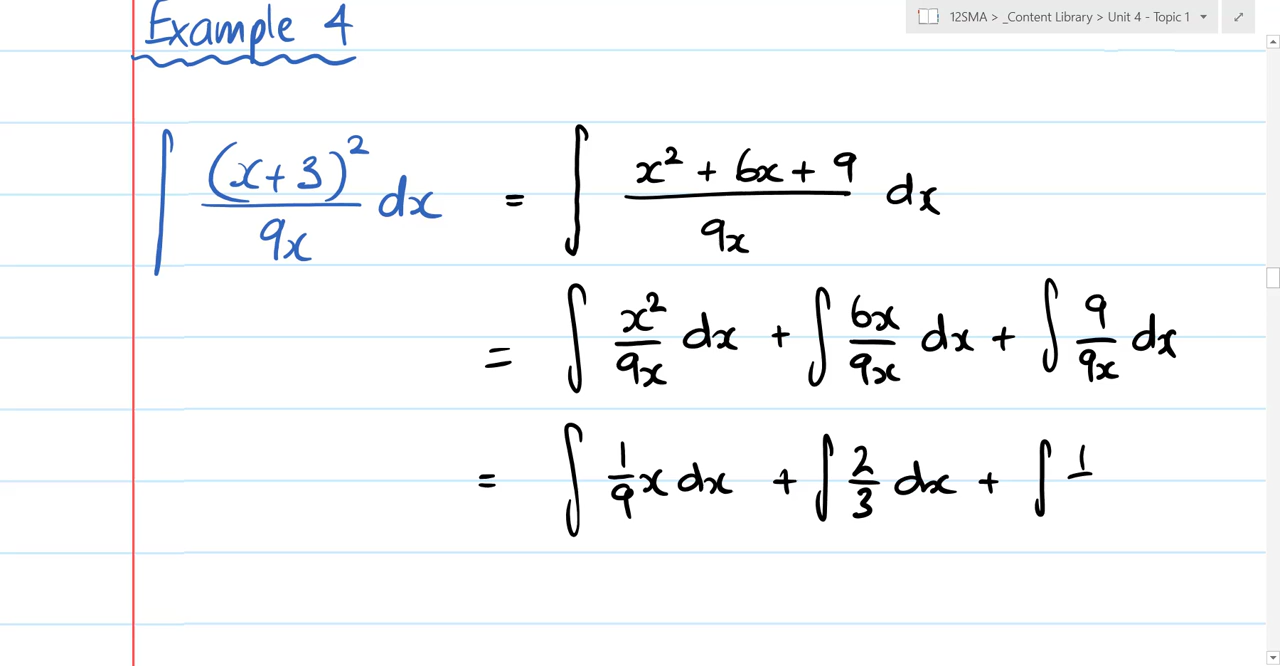 12SMA > _Content Library > Unit 4 - Topic 1
Example 4
∫ (x+3)²/9x dx = ∫ (x² + 6x + 9)/9x dx
= ∫ x²/9x dx + ∫ 6x/9x dx + ∫ 9/9x dx
= ∫ 1/9 x dx + ∫ 2/3 dx + ∫ 1/